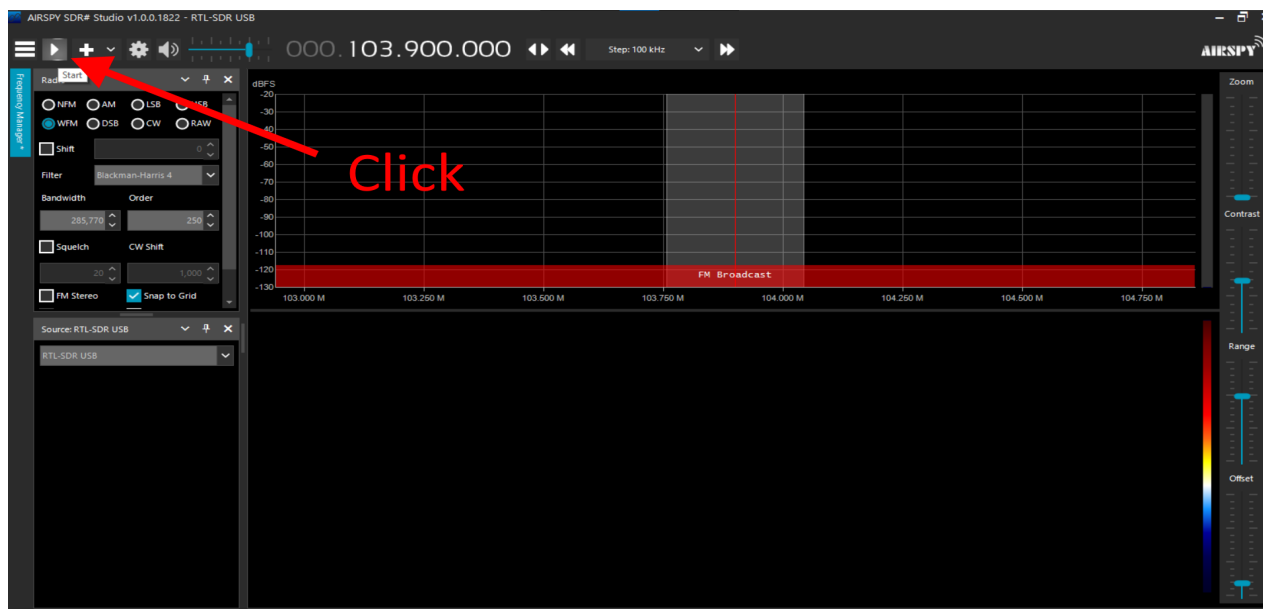 AIRSPY SDR# Studio v1.0.0.1822 - RTL-SDR USB
000.103.900.000
Step: 100 kHz
AIRSPY
Frequency Manager *
Start
NFM AM LSB USB
WFM DSB CW RAW
Shift 0
Filter Blackman-Harris 4
Bandwidth Order
285,770 250
Squelch CW Shift
20 1,000
FM Stereo Snap to Grid
Source: RTL-SDR USB
RTL-SDR USB
Click
dBFS
-20
-30
-40
-50
-60
-70
-80
-90
-100
-110
-120
-130
FM Broadcast
103.000 M 103.250 M 103.500 M 103.750 M 104.000 M 104.250 M 104.500 M 104.750 M
Zoom
Contrast
Range
Offset